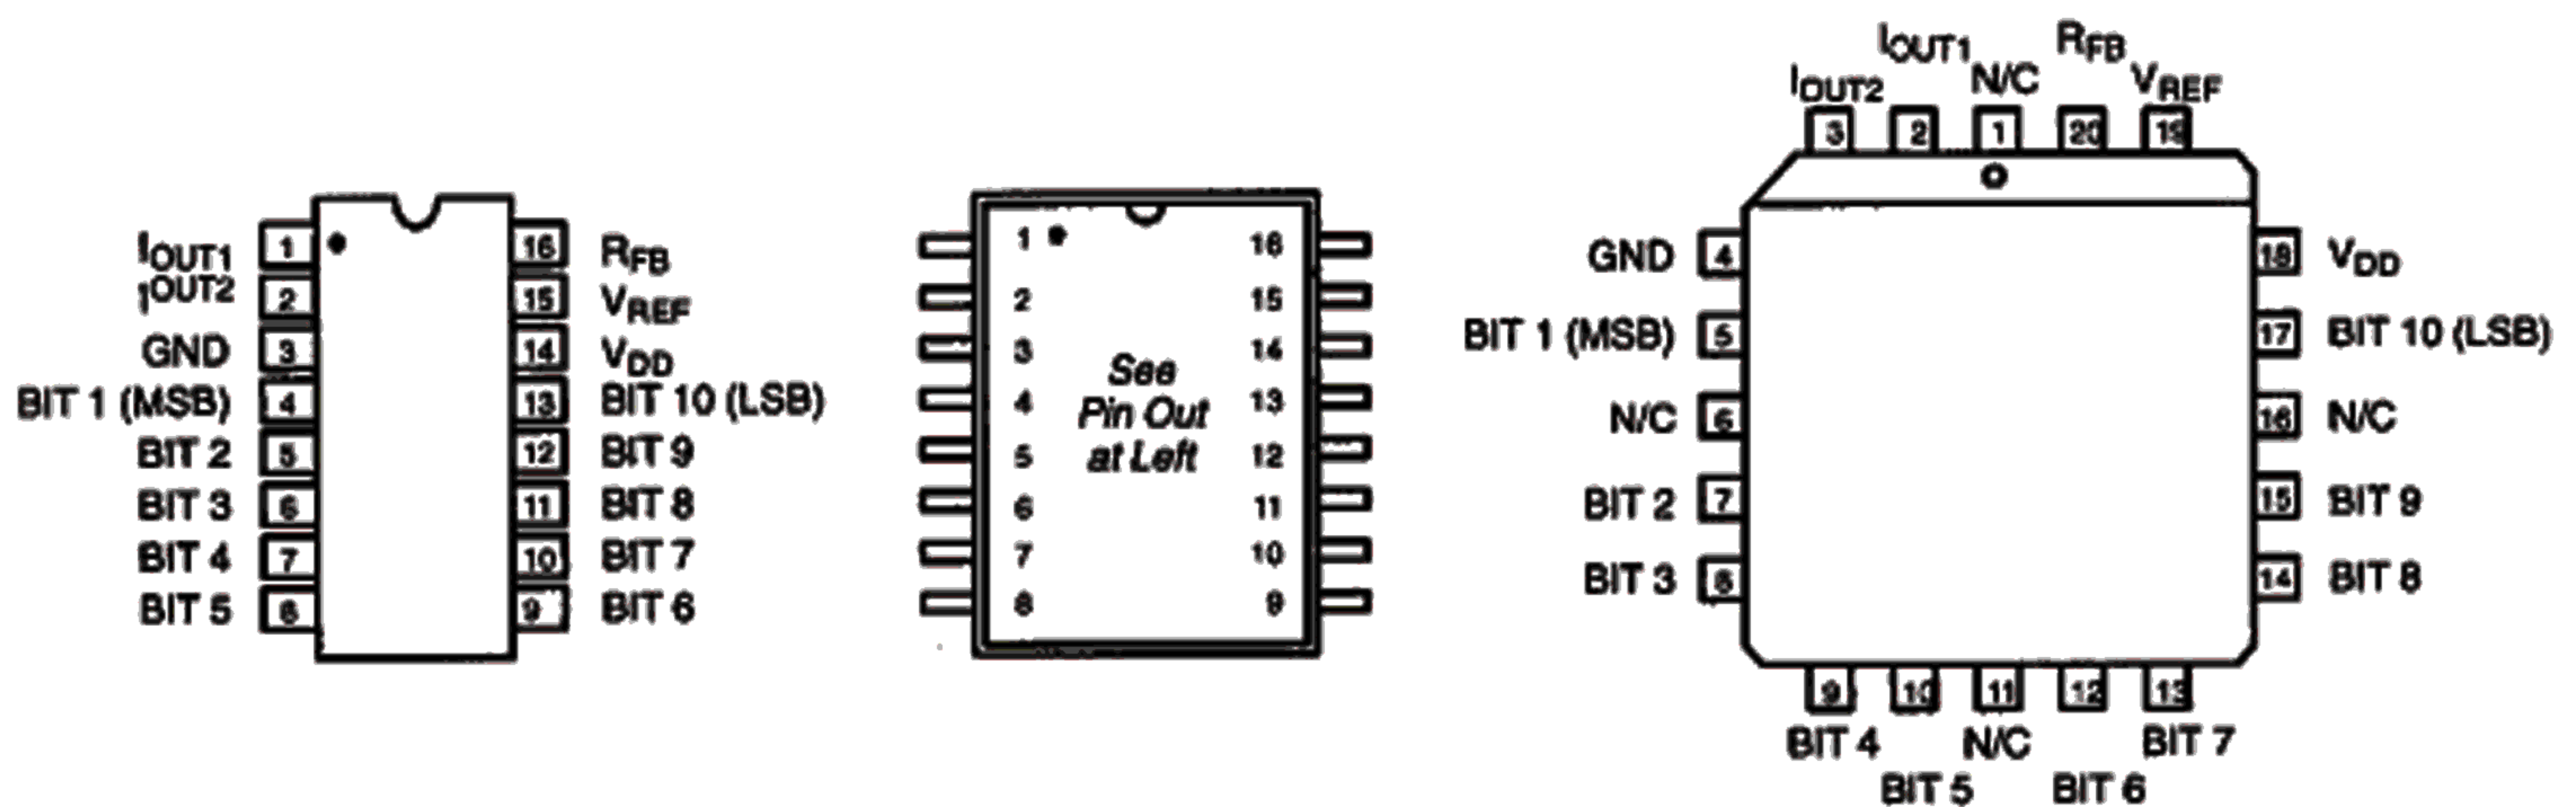 IOUT1 1 16 RFB
IOUT2 2 15 VREF
GND 3 14 VDD
BIT 1 (MSB) 4 13 BIT 10 (LSB)
BIT 2 5 12 BIT 9
BIT 3 6 11 BIT 8
BIT 4 7 10 BIT 7
BIT 5 8 9 BIT 6
1 16
2 15
3 14
4 13
5 12
6 11
7 10
8 9
See
Pin Out
at Left
IOUT1 RFB
IOUT2 N/C VREF
3 2 1 20 19
GND 4 18 VDD
BIT 1 (MSB) 5 17 BIT 10 (LSB)
N/C 6 16 N/C
BIT 2 7 15 BIT 9
BIT 3 8 14 BIT 8
9 10 11 12 13
BIT 4 N/C BIT 7
BIT 5 BIT 6